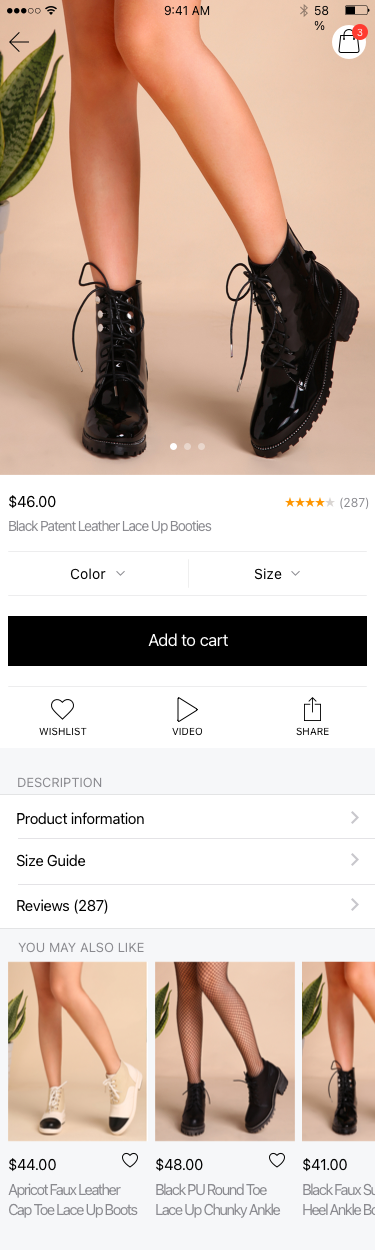 9:41 AM
58
%
3
$46.00
(287)
Black Patent Leather Lace Up Booties
Color
Size
Add to cart
WISHLIST
VIDEO
SHARE
DESCRIPTION
Product information
Size Guide
Reviews (287)
YOU MAY ALSO LIKE
$44.00
Apricot Faux Leather
Cap Toe Lace Up Boots
$48.00
Black PU Round Toe
Lace Up Chunky Ankle
$41.00
Black Faux Su
Heel Ankle Bo